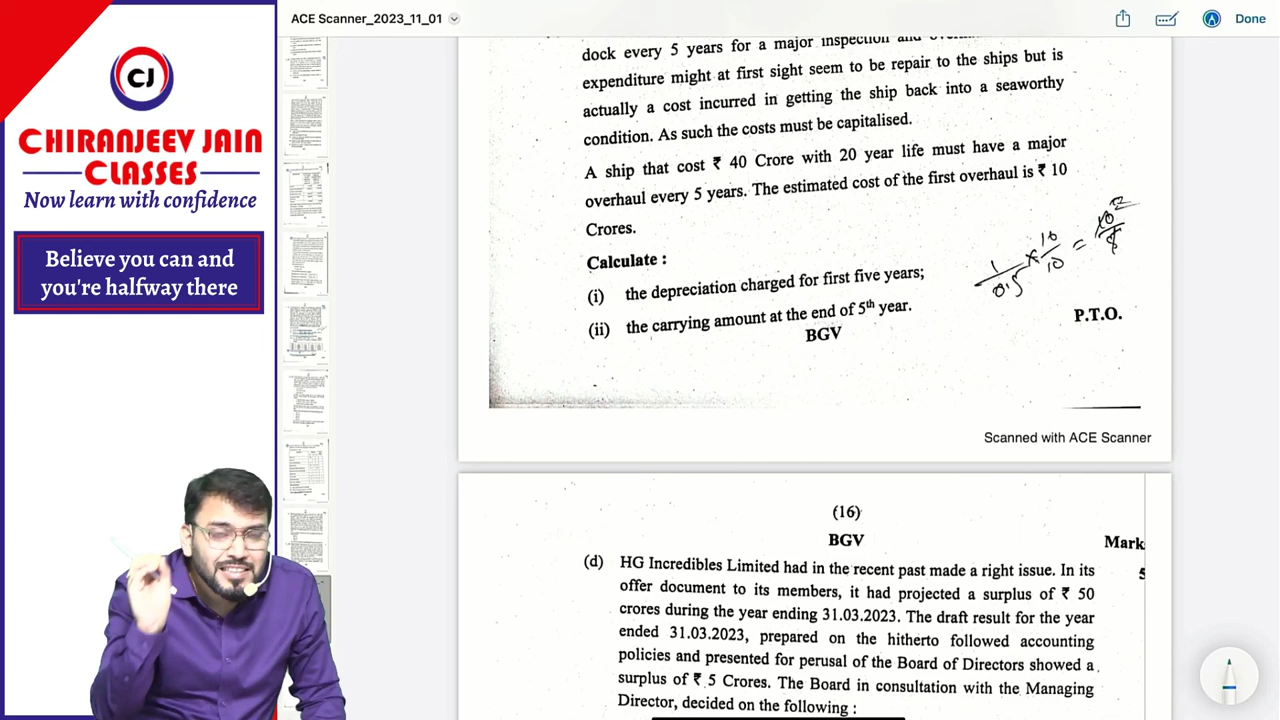 ACE Scanner_2023_11_01
Done
CJ
CHIRANJEEV JAIN
CLASSES
Now learn with confidence
Believe you can and
you're halfway there
dock every 5 years for a major inspection and
expenditure might at first sight seem to be repair to the ships but is
actually a cost incurred in getting the ship back into a seaworthy
condition. As such the costs must be capitalised.
A ship which cost ₹ Crore with 20 year life must have a major
overhaul every 5 years. The estimated cost of the first overhaul is ₹ 10
Crores.
Calculate :
(i) the depreciation charged for first five years;
(ii) the carrying amount at the end of 5th year.
BGV
P.T.O.
Scanned with ACE Scanner
(16)
BGV
Mark
5
(d) HG Incredibles Limited had in the recent past made a right issue. In its
offer document to its members, it had projected a surplus of ₹ 50
crores during the year ending 31.03.2023. The draft result for the year
ended 31.03.2023, prepared on the hitherto followed accounting
policies and presented for perusal of the Board of Directors showed a
surplus of ₹ 5 Crores. The Board in consultation with the Managing
Director, decided on the following :